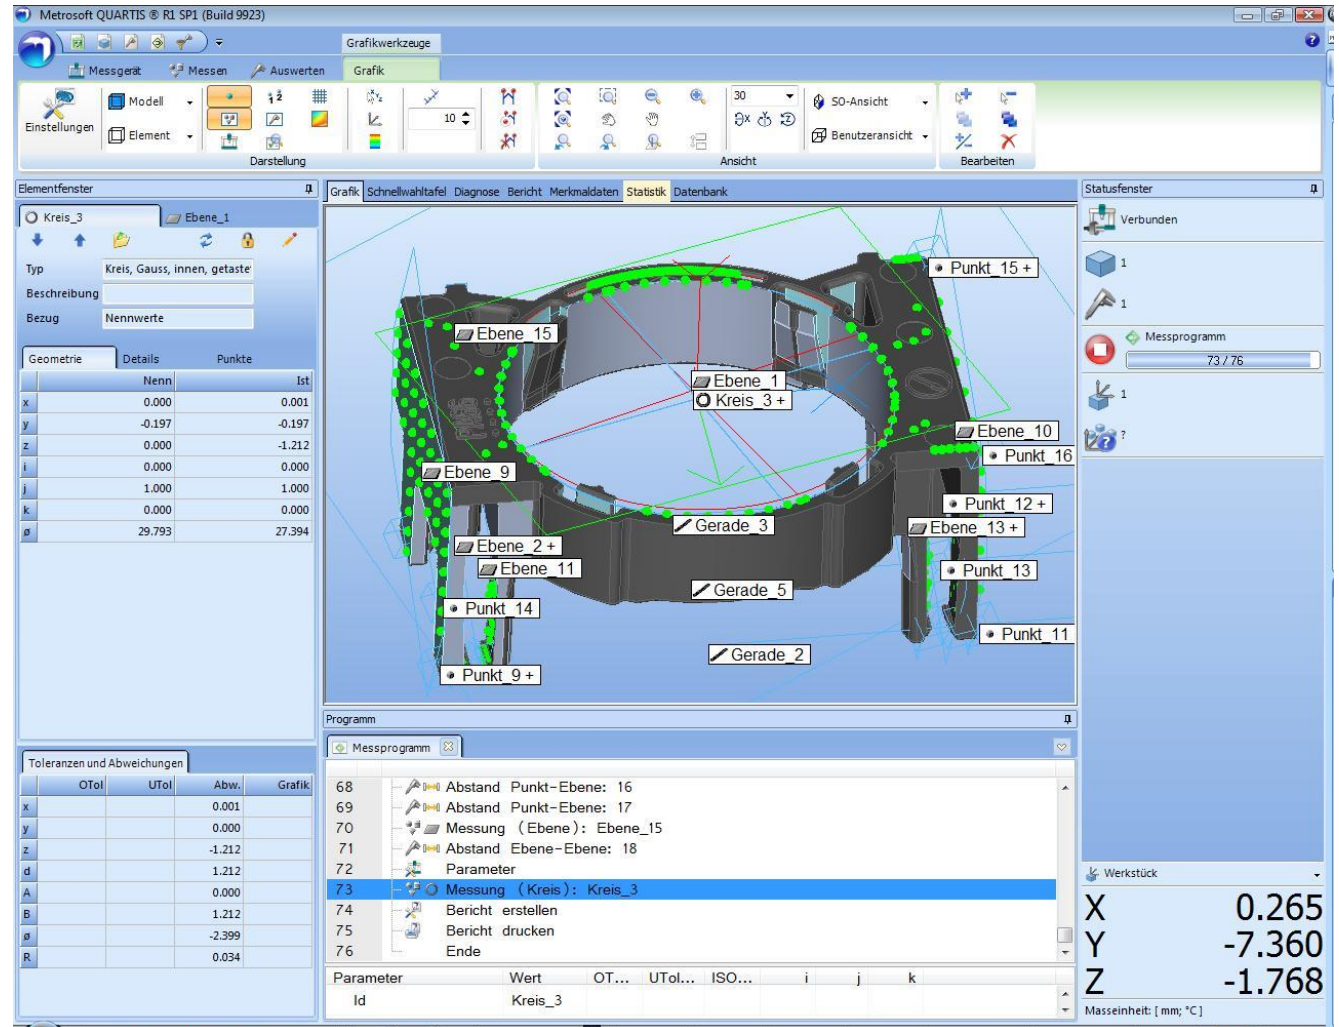 Metrosoft QUARTIS ® R1 SP1 (Build 9923)
Grafikwerkzeuge
Messgerät Messen Auswerten Grafik
Einstellungen
Modell
Element
Darstellung
10
30
SO-Ansicht
Benutzeransicht
Ansicht
Bearbeiten
Elementfenster
Kreis_3 Ebene_1
Typ Kreis, Gauss, innen, getaste
Beschreibung
Bezug Nennwerte
Geometrie Details Punkte
Nenn Ist
x 0.000 0.001
y -0.197 -0.197
z 0.000 -1.212
i 0.000 0.000
j 1.000 1.000
k 0.000 0.000
ø 29.793 27.394
Toleranzen und Abweichungen
OTol UTol Abw. Grafik
x 0.001
y 0.000
z -1.212
d 1.212
A 0.000
B 1.212
ø -2.399
R 0.034
Grafik Schnellwahltafel Diagnose Bericht Merkmaldaten Statistik Datenbank
Punkt_15 +
Ebene_15
Ebene_1
Kreis_3 +
Ebene_10
Punkt_16
Ebene_9
Punkt_12 +
Gerade_3
Ebene_13 +
Ebene_2 +
Ebene_11
Punkt_13
Gerade_5
Punkt_14
Punkt_11
Gerade_2
Punkt_9 +
Programm
Messprogramm
68 Abstand Punkt-Ebene: 16
69 Abstand Punkt-Ebene: 17
70 Messung (Ebene): Ebene_15
71 Abstand Ebene-Ebene: 18
72 Parameter
73 Messung (Kreis): Kreis_3
74 Bericht erstellen
75 Bericht drucken
76 Ende
Parameter Wert OT... UTol... ISO... i j k
Id Kreis_3
Statusfenster
Verbunden
1
1
Messprogramm
73 / 76
1
?
Werkstück
X 0.265
Y -7.360
Z -1.768
Masseinheit: [ mm; °C ]